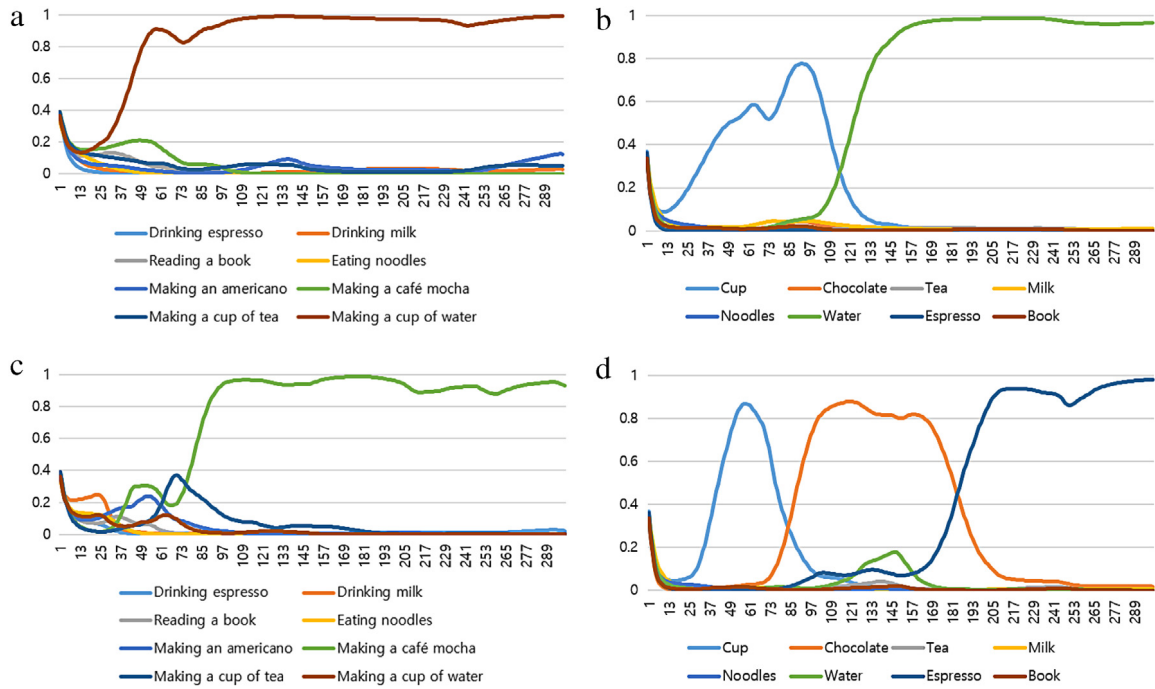 a
1
0.8
0.6
0.4
0.2
0
1 13 25 37 49 61 73 85 97 109 121 133 145 157 169 181 193 205 217 229 241 253 265 277 289
Drinking espresso Drinking milk
Reading a book Eating noodles
Making an americano Making a café mocha
Making a cup of tea Making a cup of water
b
1
0.8
0.6
0.4
0.2
0
1 13 25 37 49 61 73 85 97 109 121 133 145 157 169 181 193 205 217 229 241 253 265 277 289
Cup Chocolate Tea Milk
Noodles Water Espresso Book
c
1
0.8
0.6
0.4
0.2
0
1 13 25 37 49 61 73 85 97 109 121 133 145 157 169 181 193 205 217 229 241 253 265 277 289
Drinking espresso Drinking milk
Reading a book Eating noodles
Making an americano Making a café mocha
Making a cup of tea Making a cup of water
d
1
0.8
0.6
0.4
0.2
0
1 13 25 37 49 61 73 85 97 109 121 133 145 157 169 181 193 205 217 229 241 253 265 277 289
Cup Chocolate Tea Milk
Noodles Water Espresso Book